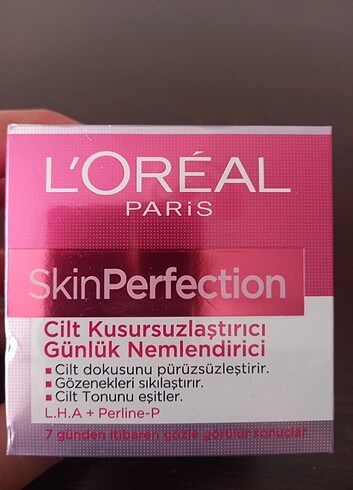 L'ORÉAL
PARiS
SkinPerfection
Cilt Kusursuzlaştırıcı
Günlük Nemlendirici
▪ Cilt dokusunu pürüzsüzleştirir.
▪ Gözenekleri sıkılaştırır.
▪ Cilt Tonunu eşitler.
L.H.A + Perline-P
7 günden itibaren gözle görülür sonuçlar